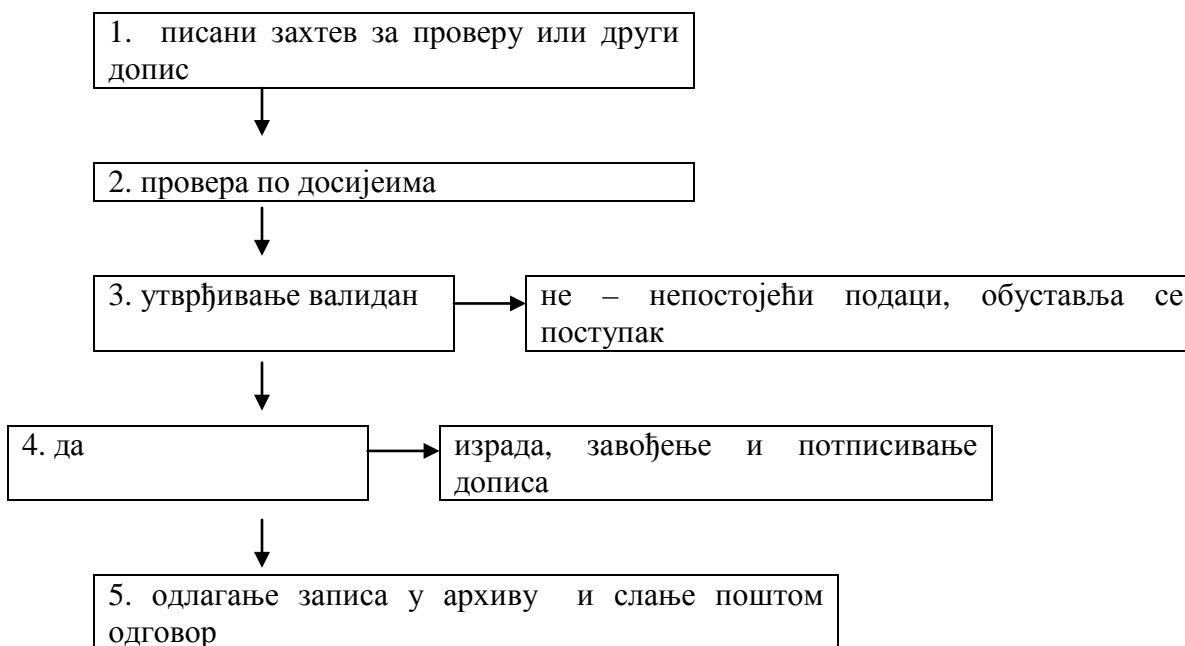 1. писани захтев за проверу или други
допис
2. провера по досијеима
3. утврђивање валидан
не – непостојећи подаци, обуставља се
поступак
4. да
израда, завођење и потписивање
дописа
5. одлагање записа у архиву и слање поштом
одговор